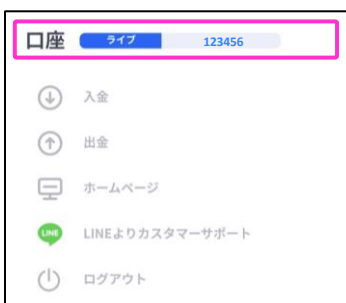 口座 ライブ 123456
入金
出金
ホームページ
LINE LINEよりカスタマーサポート
ログアウト